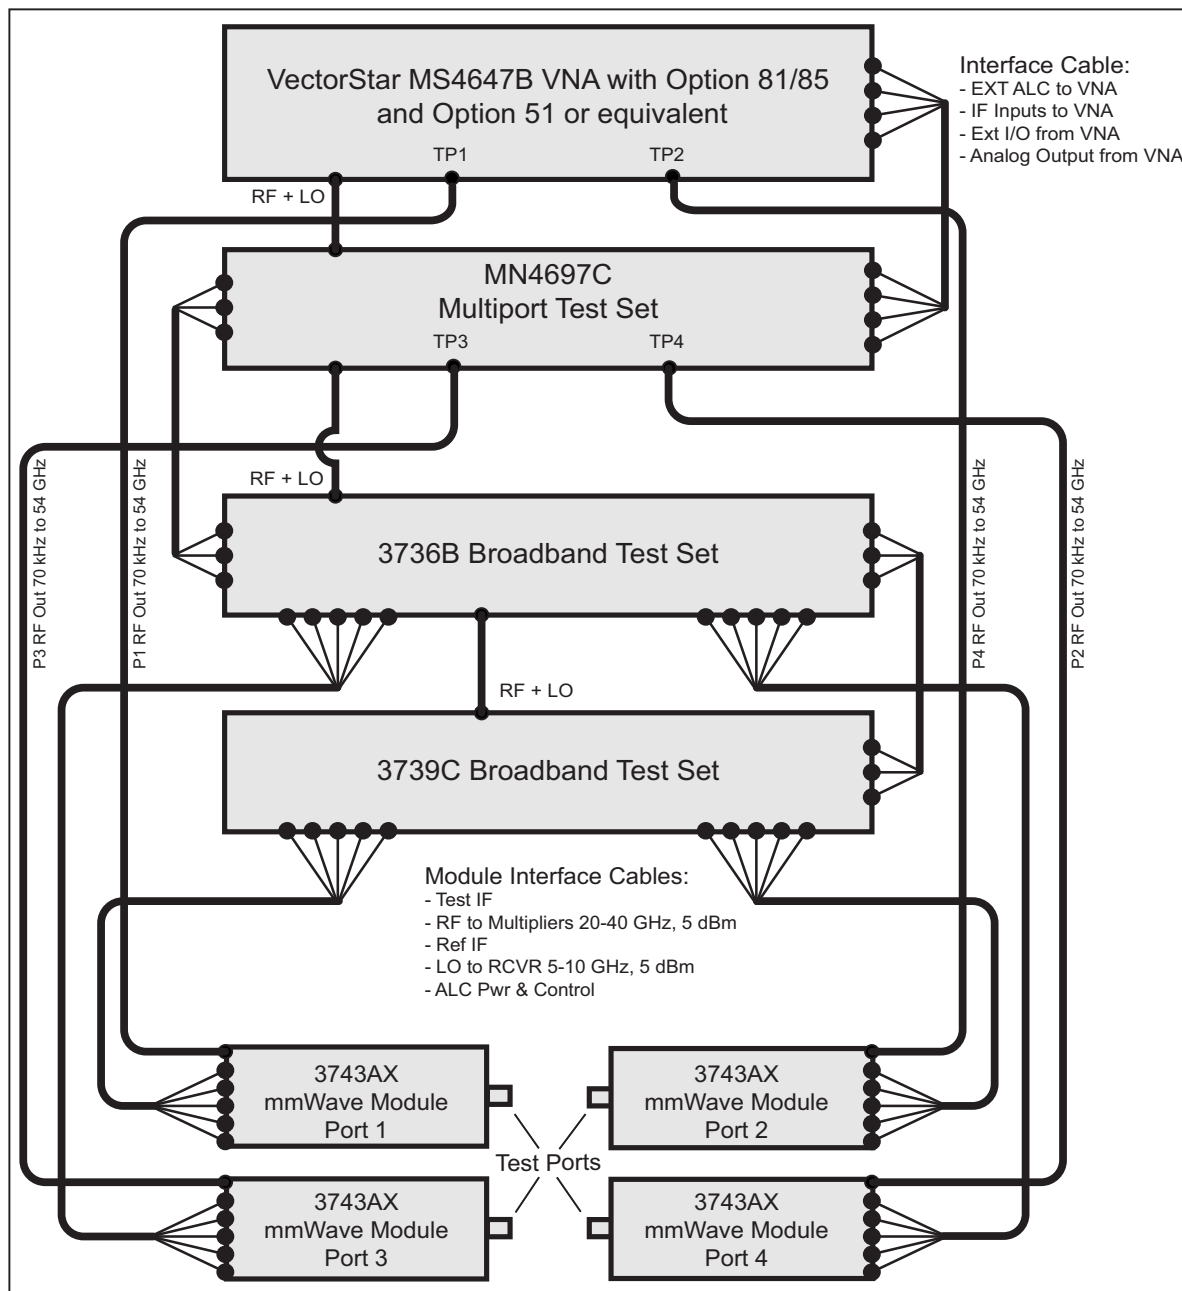 VectorStar MS4647B VNA with Option 81/85
and Option 51 or equivalent
TP1
TP2
Interface Cable:
- EXT ALC to VNA
- IF Inputs to VNA
- Ext I/O from VNA
- Analog Output from VNA
RF + LO
MN4697C
Multiport Test Set
TP3
TP4
RF + LO
P3 RF Out 70 kHz to 54 GHz
P1 RF Out 70 kHz to 54 GHz
P4 RF Out 70 kHz to 54 GHz
P2 RF Out 70 kHz to 54 GHz
3736B Broadband Test Set
RF + LO
3739C Broadband Test Set
Module Interface Cables:
- Test IF
- RF to Multipliers 20-40 GHz, 5 dBm
- Ref IF
- LO to RCVR 5-10 GHz, 5 dBm
- ALC Pwr & Control
3743AX
mmWave Module
Port 1
3743AX
mmWave Module
Port 2
Test Ports
3743AX
mmWave Module
Port 3
3743AX
mmWave Module
Port 4